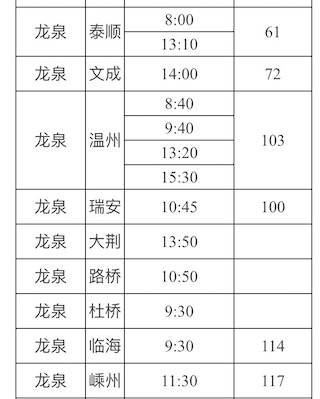 龙泉 泰顺 8:00 61
13:10
龙泉 文成 14:00 72
龙泉 温州 8:40 103
9:40
13:20
15:30
龙泉 瑞安 10:45 100
龙泉 大荆 13:50
龙泉 路桥 10:50
龙泉 杜桥 9:30
龙泉 临海 9:30 114
龙泉 嵊州 11:30 117